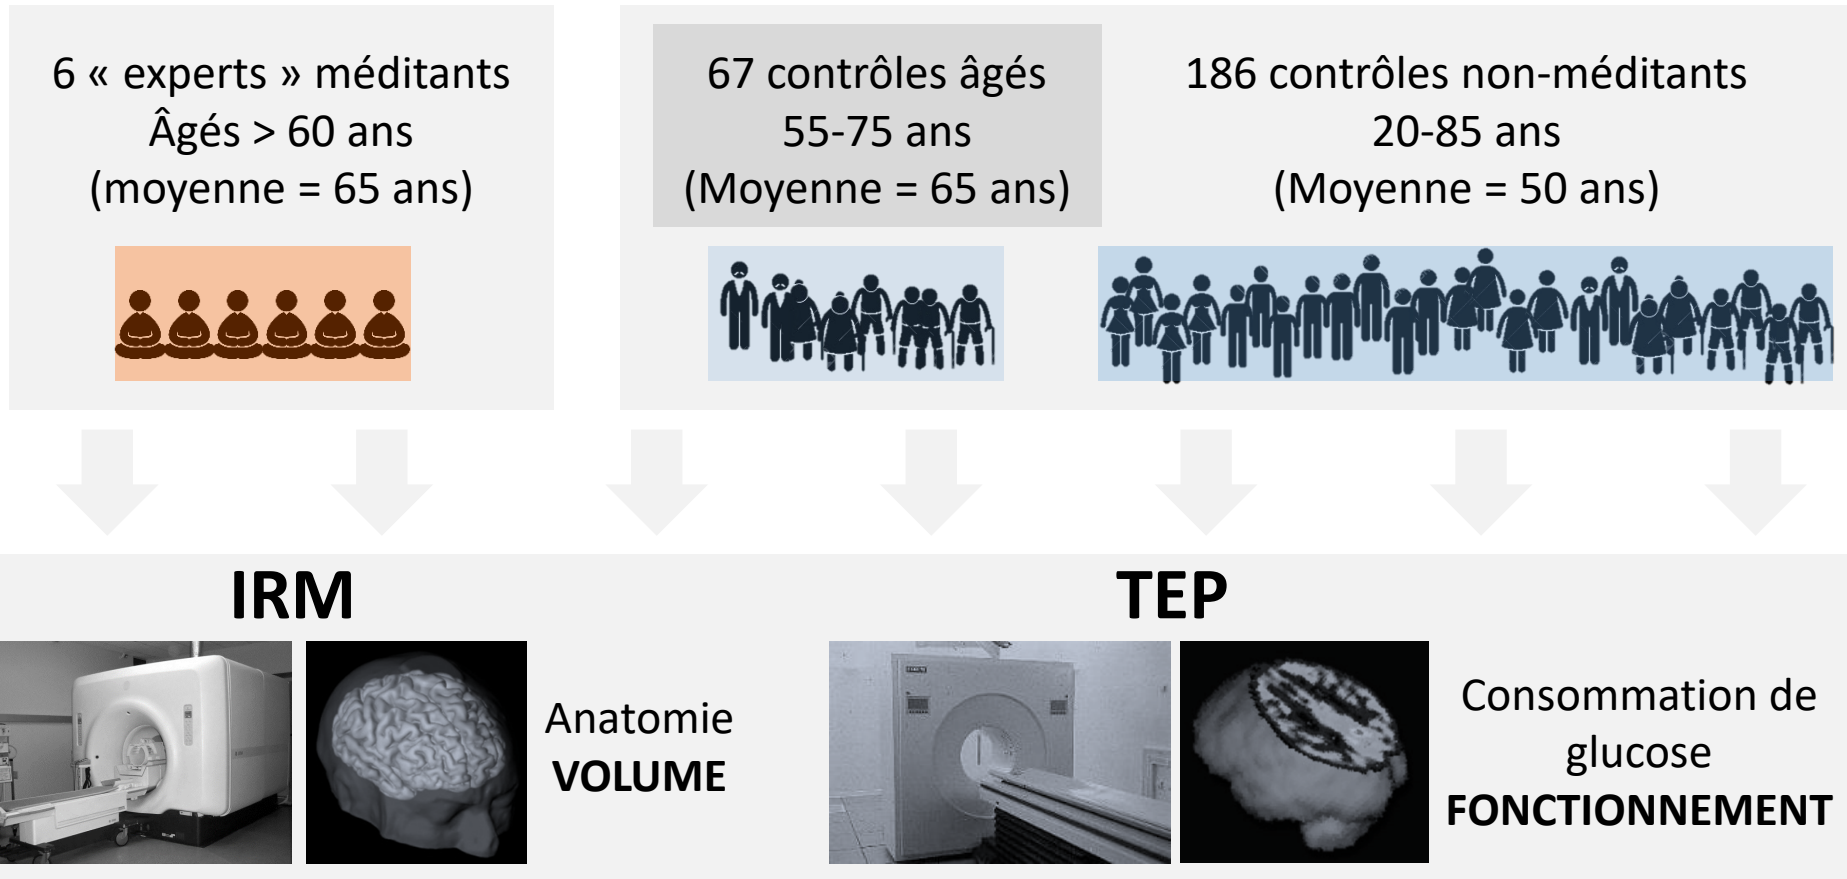 6 « experts » méditants
Âgés > 60 ans
(moyenne = 65 ans)
67 contrôles âgés
55-75 ans
(Moyenne = 65 ans)
186 contrôles non-méditants
20-85 ans
(Moyenne = 50 ans)
IRM
Anatomie
VOLUME
TEP
Consommation de
glucose
FONCTIONNEMENT